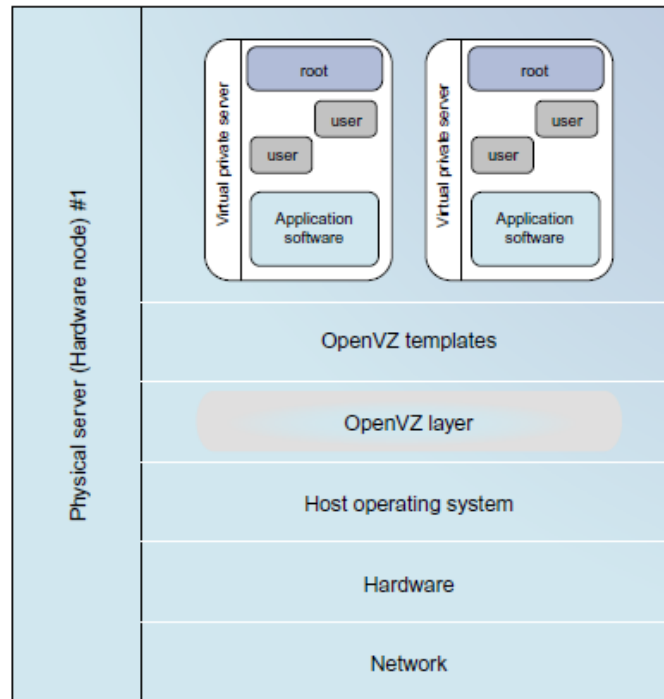 Physical server (Hardware node) #1
Virtual private server
root
user
user
Application
software
Virtual private server
root
user
user
Application
software
OpenVZ templates
OpenVZ layer
Host operating system
Hardware
Network